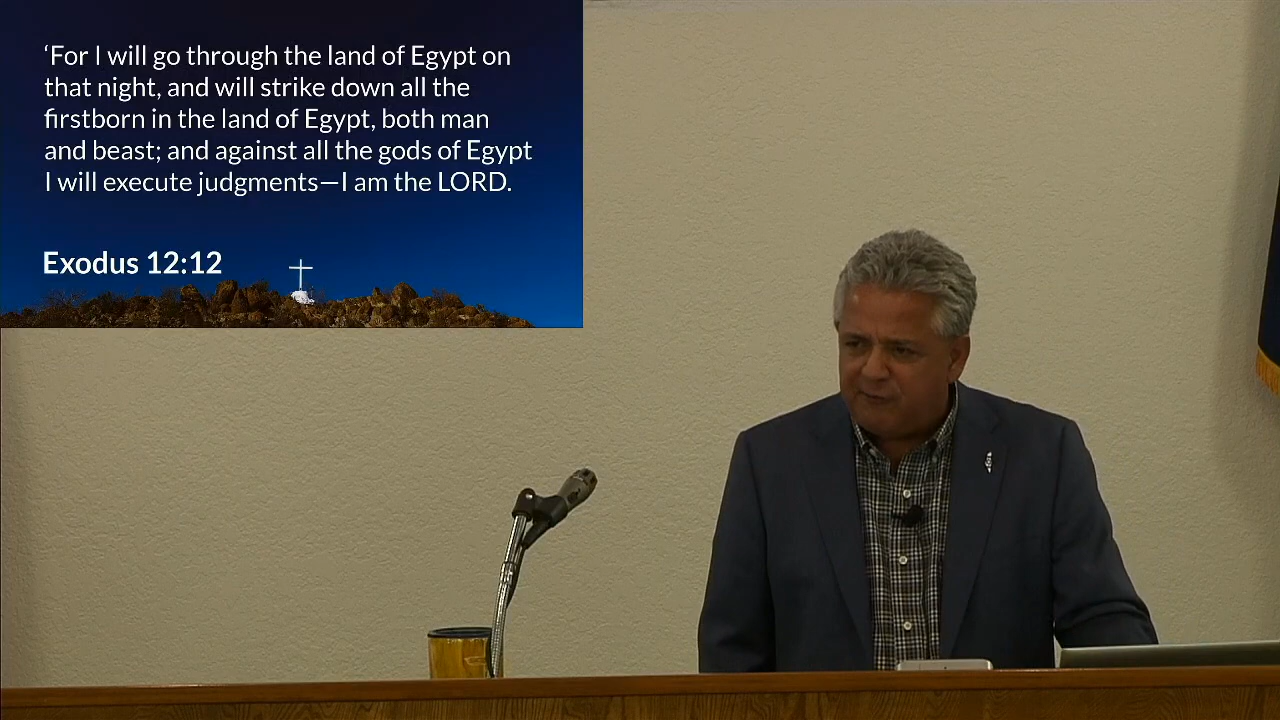 ‘For I will go through the land of Egypt on
that night, and will strike down all the
firstborn in the land of Egypt, both man
and beast; and against all the gods of Egypt
I will execute judgments—I am the LORD.
Exodus 12:12